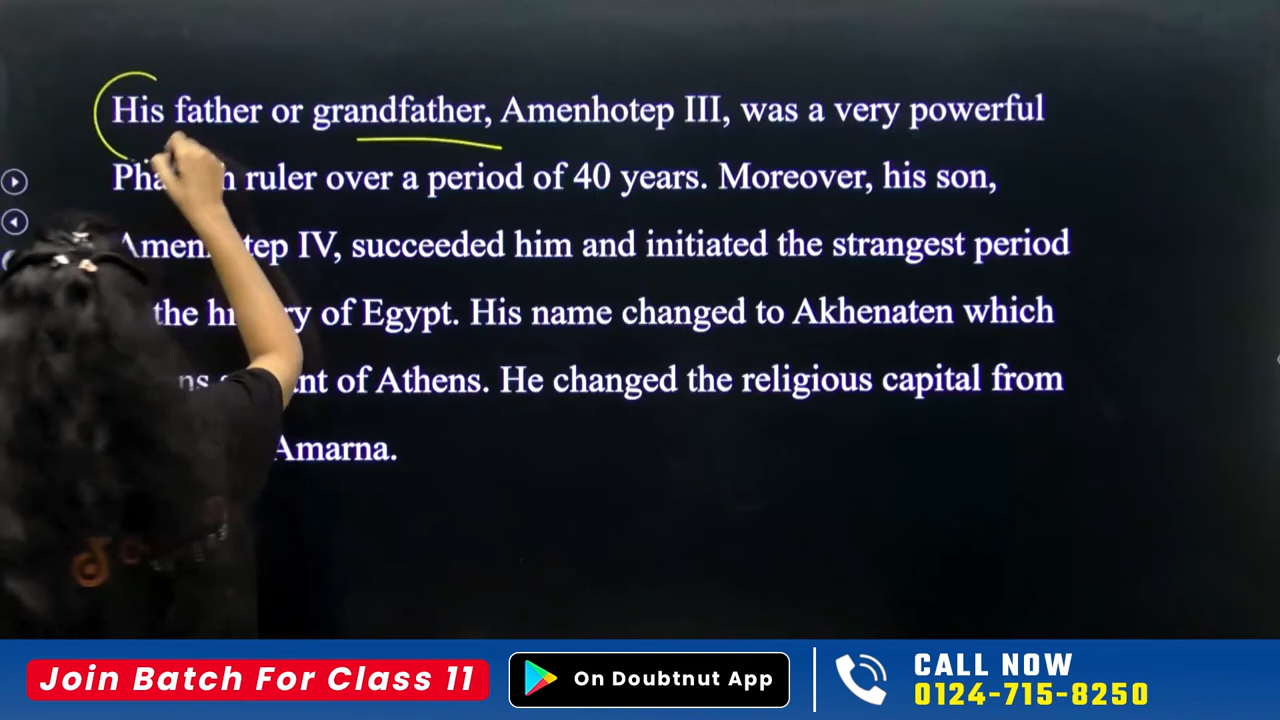 His father or grandfather, Amenhotep III, was a very powerful
ruler over a period of 40 years. Moreover, his son,
IV, succeeded him and initiated the strangest period
the of Egypt. His name changed to Akhenaten which
of Athens. He changed the religious capital from
Amarna.
Join Batch For Class 11
On Doubtnut App
CALL NOW
0124-715-8250